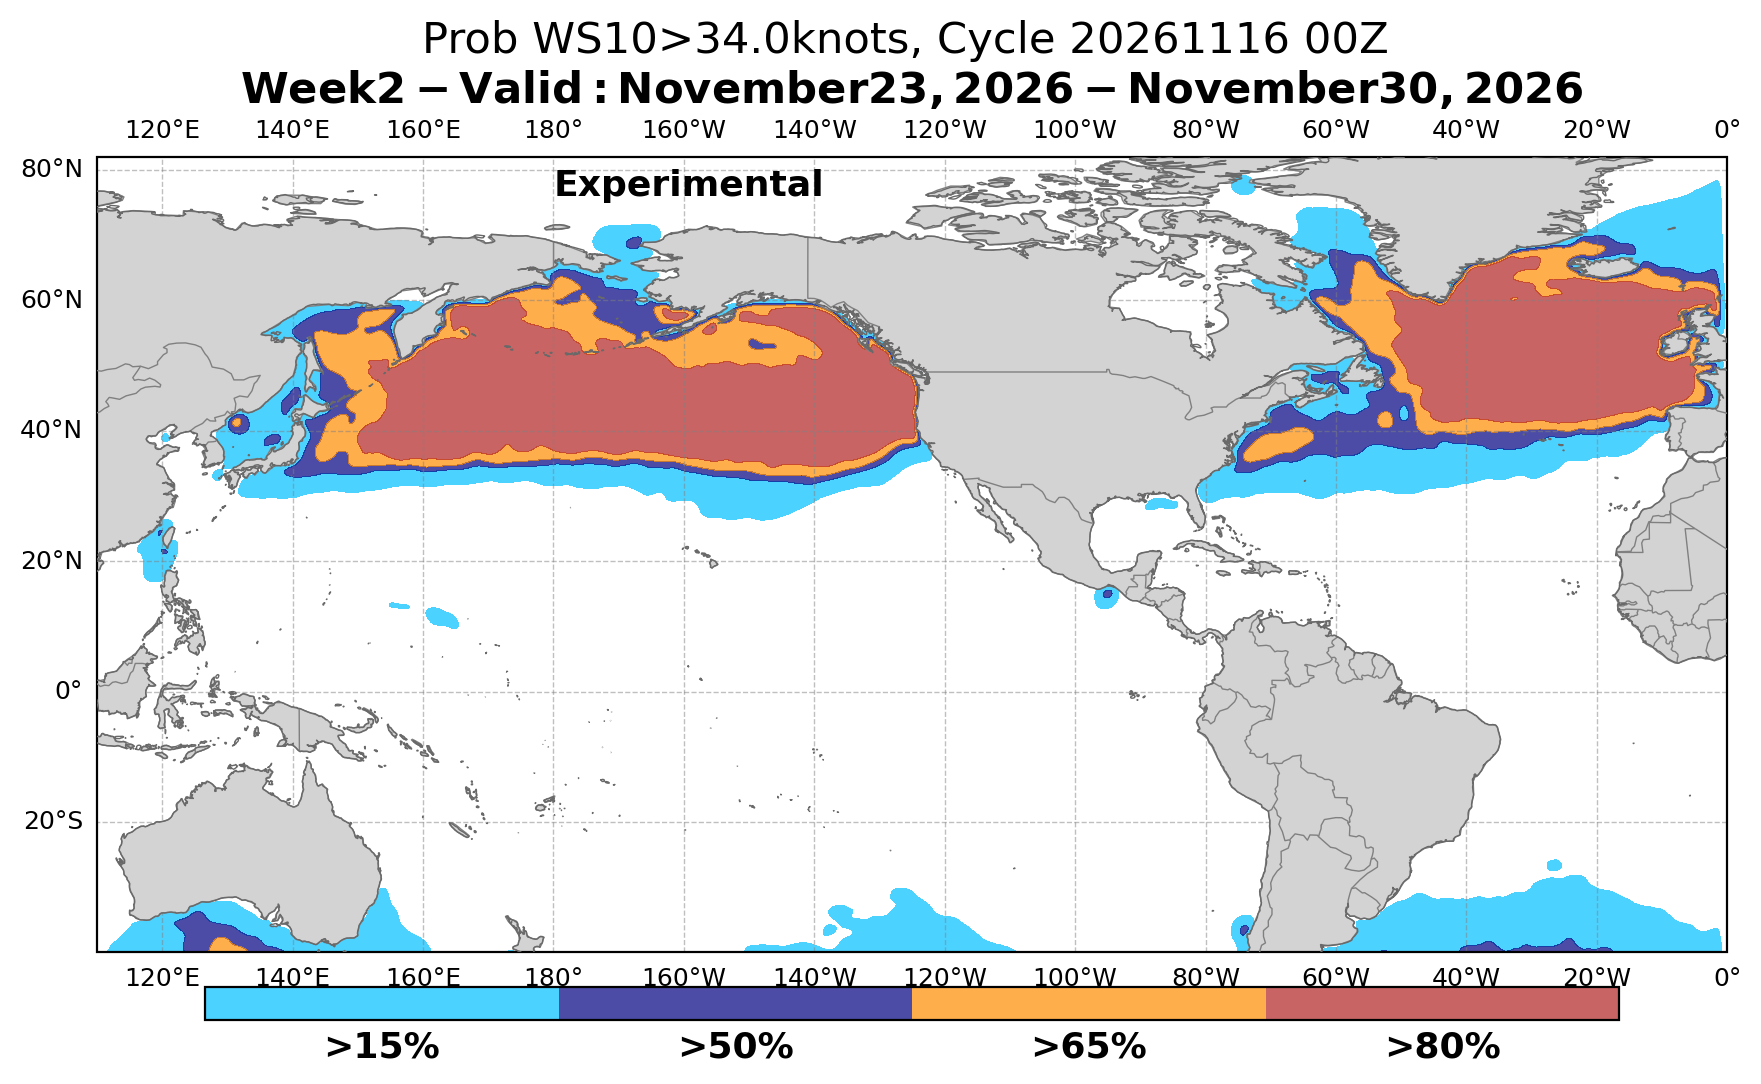 Prob WS10>34.0knots, Cycle 20261116 00Z
Week2 – Valid : November23, 2026 – November30, 2026
120°E 140°E 160°E 180° 160°W 140°W 120°W 100°W 80°W 60°W 40°W 20°W 0°
80°N
Experimental
60°N
40°N
20°N
0°
20°S
120°E 140°E 160°E 180° 160°W 140°W 120°W 100°W 80°W 60°W 40°W 20°W 0°
>15% >50% >65% >80%